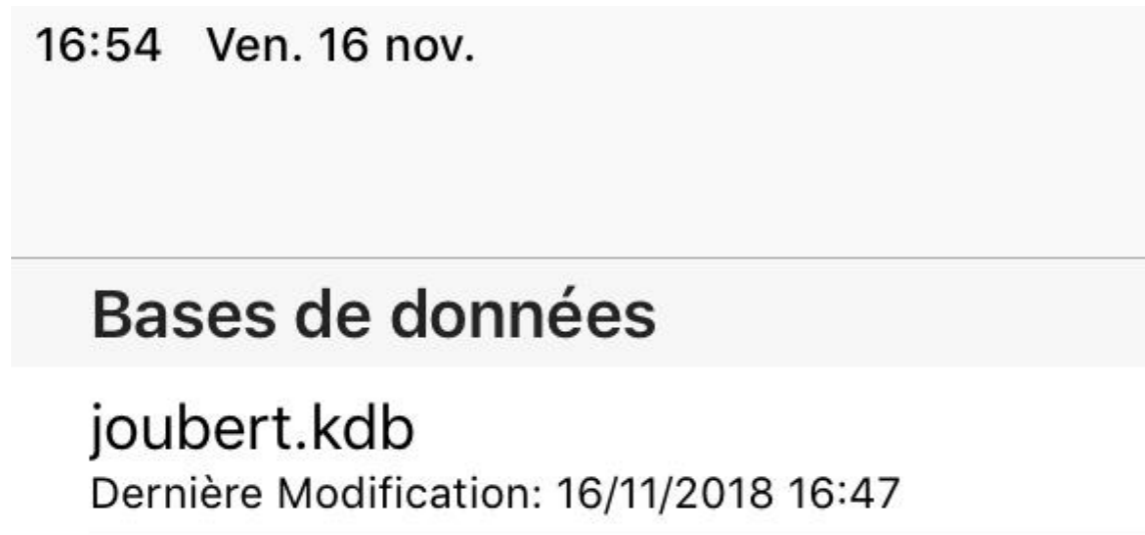 16:54 Ven. 16 nov.
Bases de données
joubert.kdb
Dernière Modification: 16/11/2018 16:47